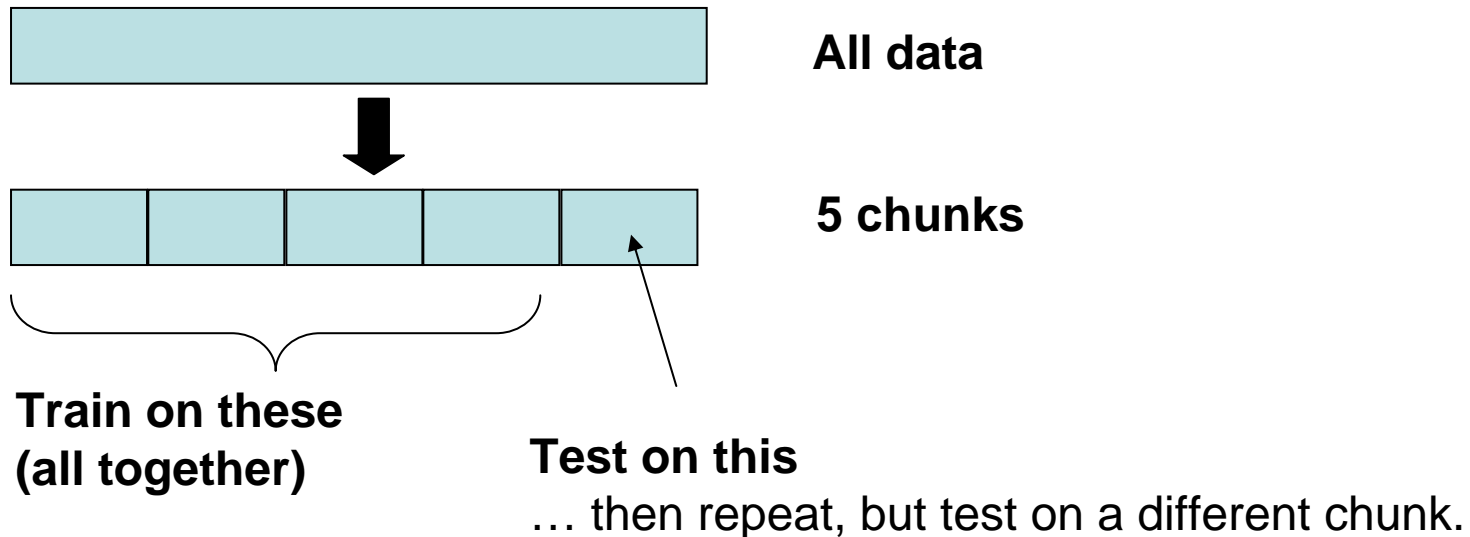 All data
5 chunks
Train on these
(all together)
Test on this
… then repeat, but test on a different chunk.